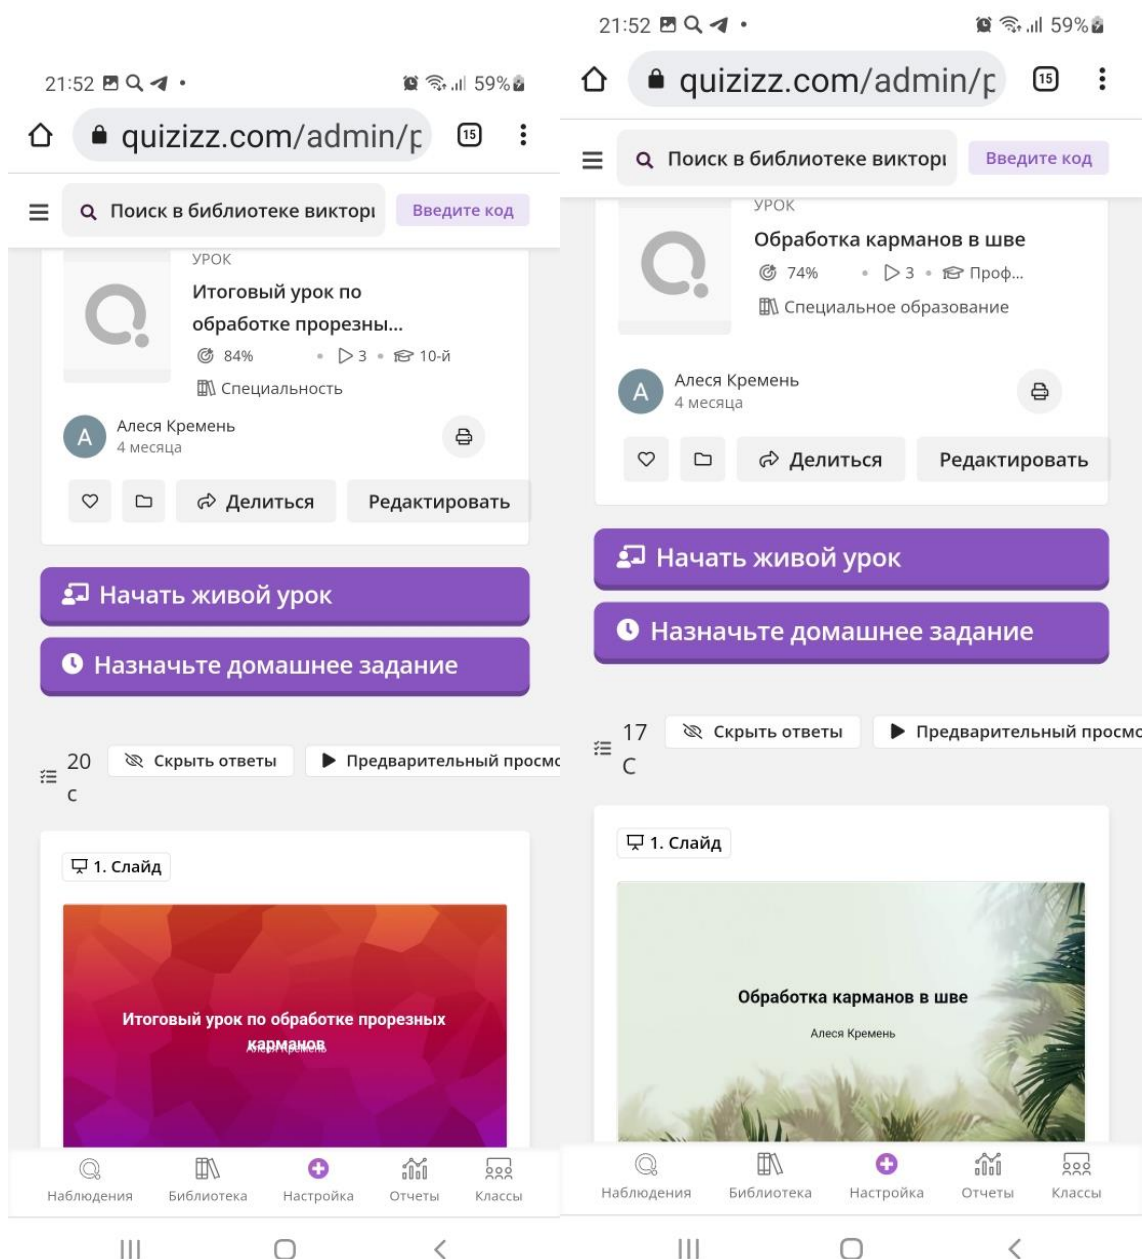 21:52
59%
quizizz.com/admin/p
15
Поиск в библиотеке виктори
Введите код
УРОК
Итоговый урок по
обработке прорезны...
84% • 3 • 10-й
Специальность
А
Алеся Кремень
4 месяца
Делиться
Редактировать
Начать живой урок
Назначьте домашнее задание
20
с
Скрыть ответы
Предварительный просмо
1. Слайд
Итоговый урок по обработке прорезных
карманов
Алеся Кремень
Наблюдения
Библиотека
Настройка
Отчеты
Классы
21:52
59%
quizizz.com/admin/p
15
Поиск в библиотеке виктори
Введите код
УРОК
Обработка карманов в шве
74% • 3 • Проф...
Специальное образование
А
Алеся Кремень
4 месяца
Делиться
Редактировать
Начать живой урок
Назначьте домашнее задание
17
С
Скрыть ответы
Предварительный просмо
1. Слайд
Обработка карманов в шве
Алеся Кремень
Наблюдения
Библиотека
Настройка
Отчеты
Классы